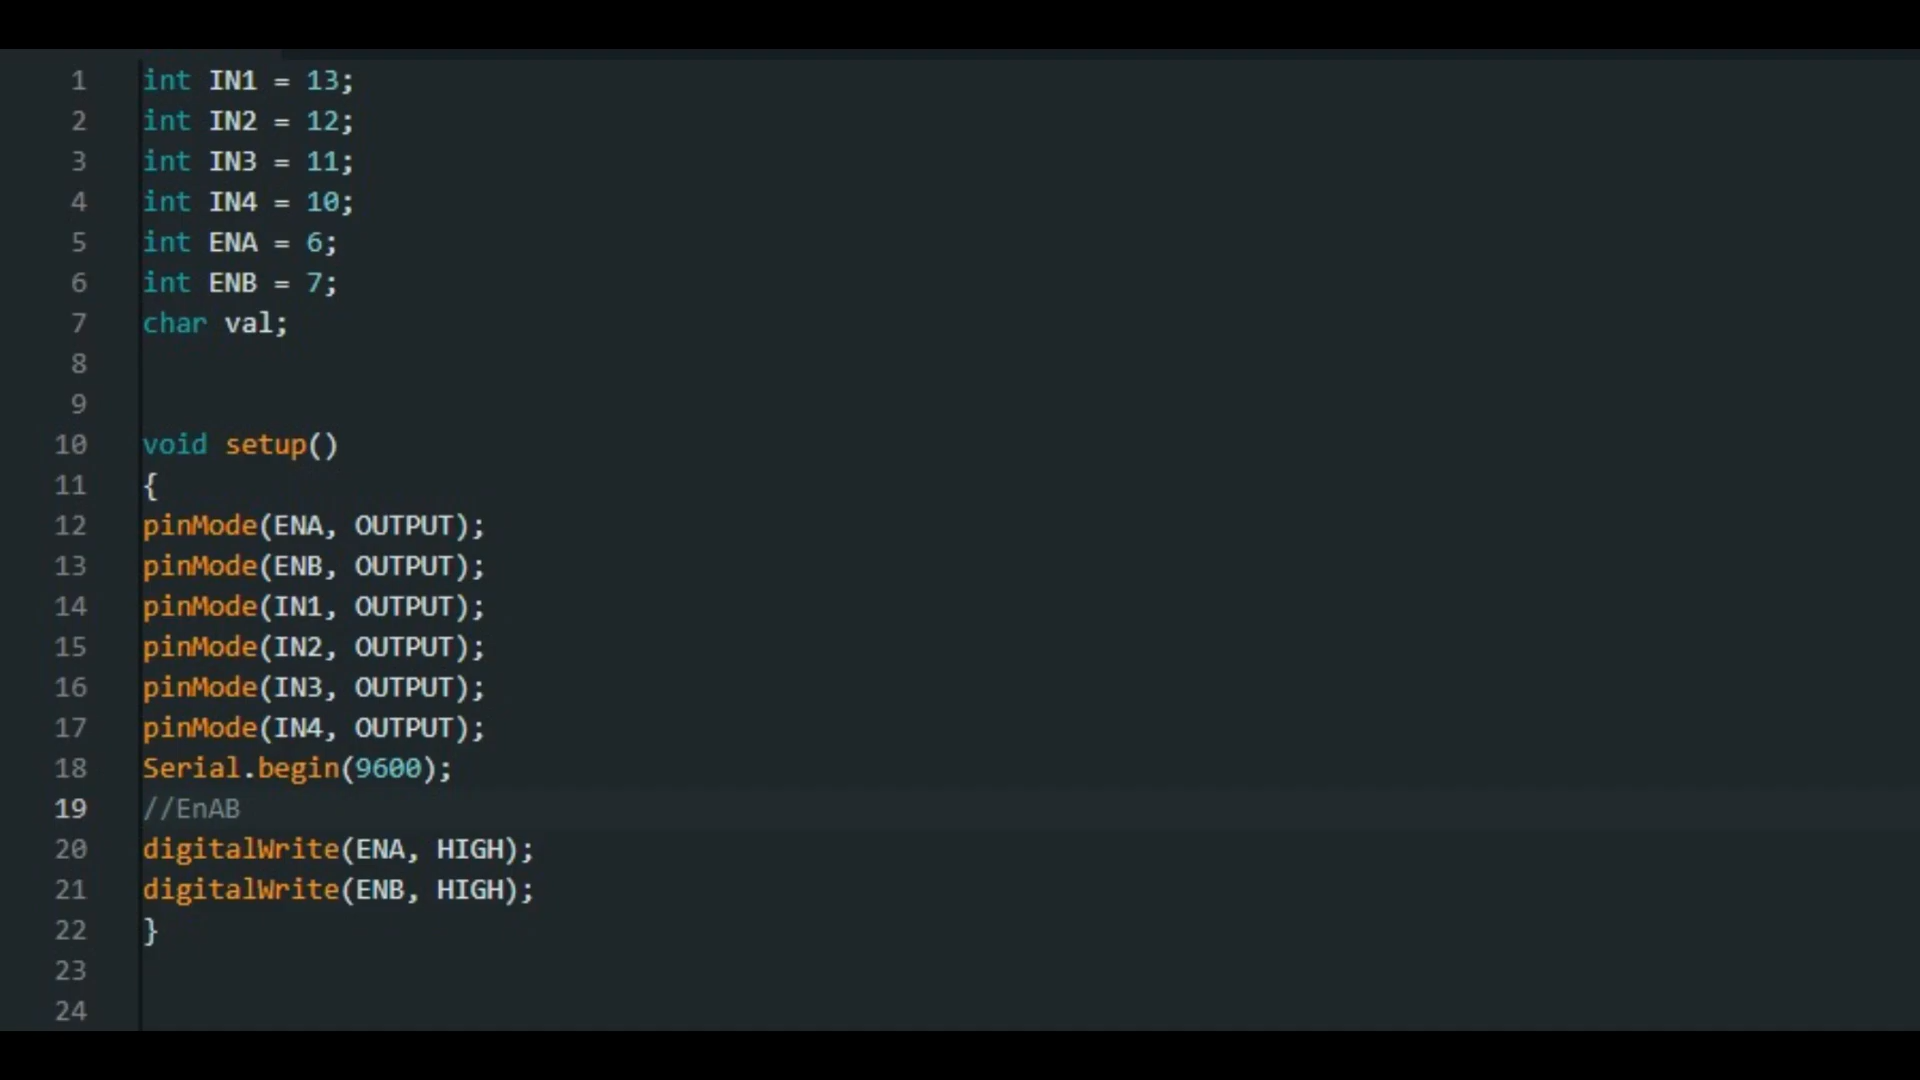 1 int IN1 = 13;
2 int IN2 = 12;
3 int IN3 = 11;
4 int IN4 = 10;
5 int ENA = 6;
6 int ENB = 7;
7 char val;
8
9
10 void setup()
11 {
12 pinMode(ENA, OUTPUT);
13 pinMode(ENB, OUTPUT);
14 pinMode(IN1, OUTPUT);
15 pinMode(IN2, OUTPUT);
16 pinMode(IN3, OUTPUT);
17 pinMode(IN4, OUTPUT);
18 Serial.begin(9600);
19 //EnAB
20 digitalWrite(ENA, HIGH);
21 digitalWrite(ENB, HIGH);
22 }
23
24